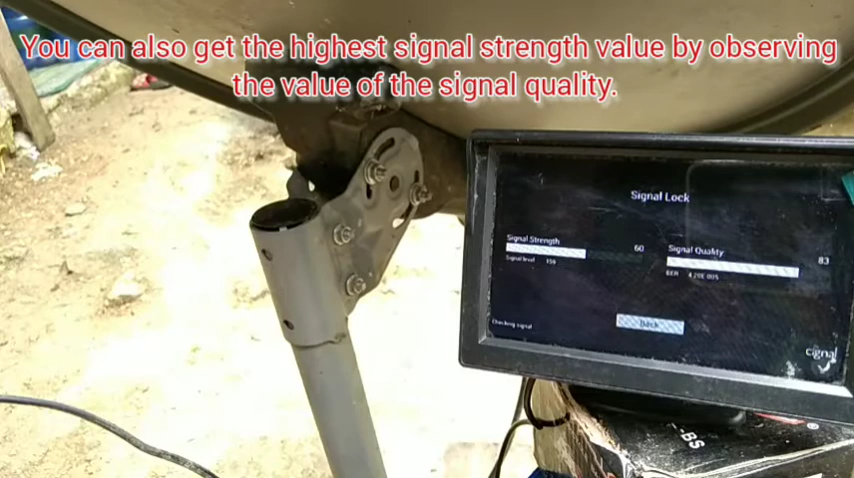 You can also get the highest signal strength value by observing
the value of the signal quality.
Signal Lock
Signal Strength
60
Signal Quality
83
Signal level
BER
Back
Checking signal
cignal
-BS